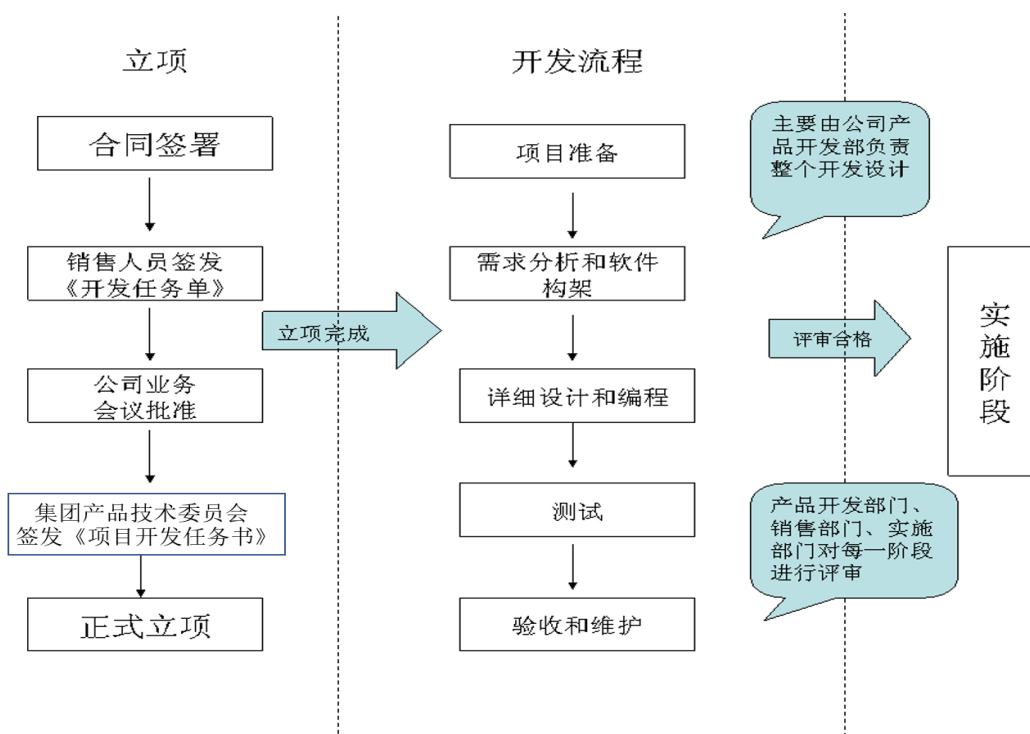 立项
合同签署
销售人员签发
《开发任务单》
公司业务
会议批准
集团产品技术委员会
签发《项目开发任务书》
正式立项
立项完成
开发流程
项目准备
需求分析和软件
构架
详细设计和编程
测试
验收和维护
主要由公司产
品开发部负责
整个开发设计
评审合格
产品开发部门、
销售部门、实施
部门对每一阶段
进行评审
实
施
阶
段